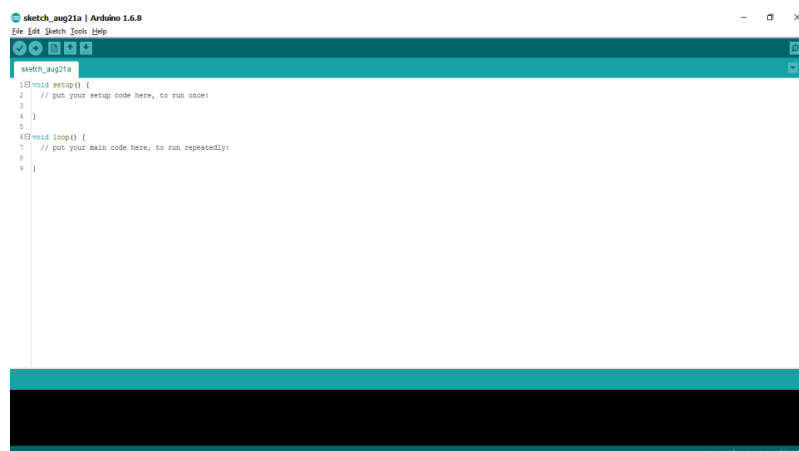 sketch_aug21a | Arduino 1.6.8
File Edit Sketch Tools Help
sketch_aug21a
1 void setup() {
2 // put your setup code here, to run once:
3
4 }
5
6 void loop() {
7 // put your main code here, to run repeatedly:
8
9 }